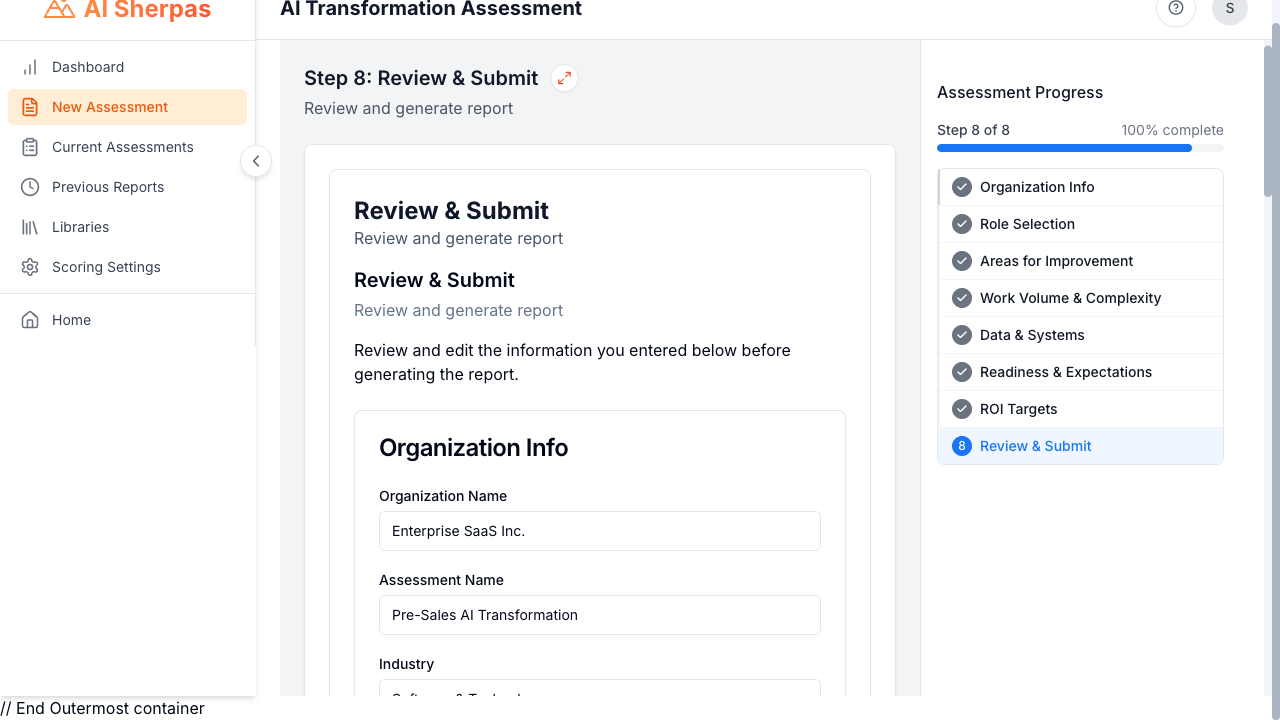 AI Sherpas
AI Transformation Assessment
S
Dashboard
New Assessment
Current Assessments
Previous Reports
Libraries
Scoring Settings
Home
Step 8: Review & Submit
Review and generate report
Review & Submit
Review and generate report
Review & Submit
Review and generate report
Review and edit the information you entered below before
generating the report.
Organization Info
Organization Name
Enterprise SaaS Inc.
Assessment Name
Pre-Sales AI Transformation
Industry
Assessment Progress
Step 8 of 8 100% complete
Organization Info
Role Selection
Areas for Improvement
Work Volume & Complexity
Data & Systems
Readiness & Expectations
ROI Targets
8 Review & Submit
// End Outermost container